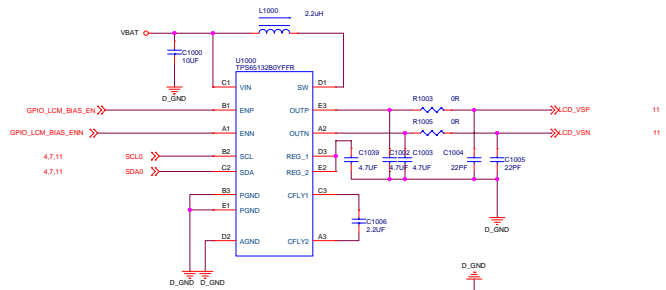 L1000
2.2uH
VBAT
C1000
10UF
D_GND
U1000
TPS65132B0YFFR
C1
VIN
SW
D1
GPIO_LCM_BIAS_EN
B1
ENP
OUTP
E3
R1003
0R
LCD_VSP
11
GPIO_LCM_BIAS_ENN
A1
ENN
OUTN
A2
R1005
0R
LCD_VSN
11
4,7,11
SCL0
B2
SCL
REG_1
D3
C1039
C1002
C1003
C1004
C1005
4,7,11
SDA0
C2
SDA
REG_2
E2
4.7UF
4.7UF
4.7UF
22PF
22PF
B3
PGND
CFLY1
C3
E1
PGND
C1006
2.2UF
D_GND
D2
AGND
CFLY2
A3
D_GND
D_GND
D_GND